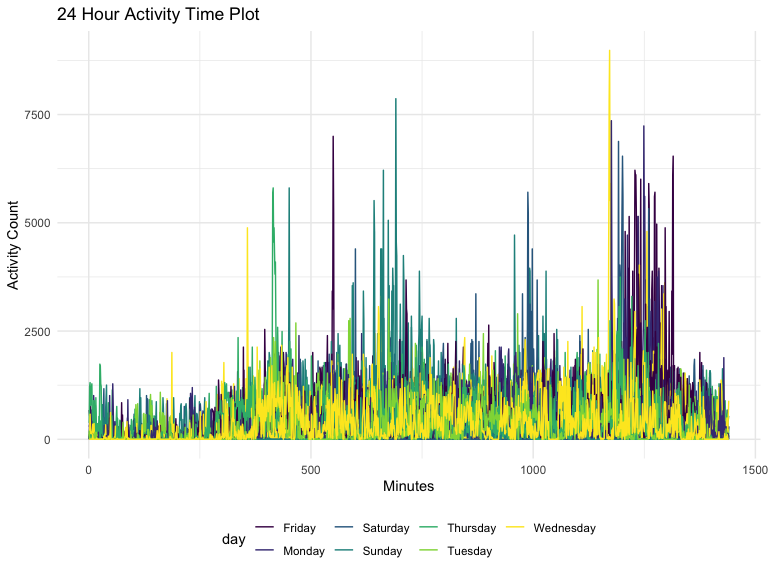 24 Hour Activity Time Plot
Activity Count
7500
5000
2500
0
0 500 1000 1500
Minutes
day
Friday Saturday Thursday Wednesday
Monday Sunday Tuesday